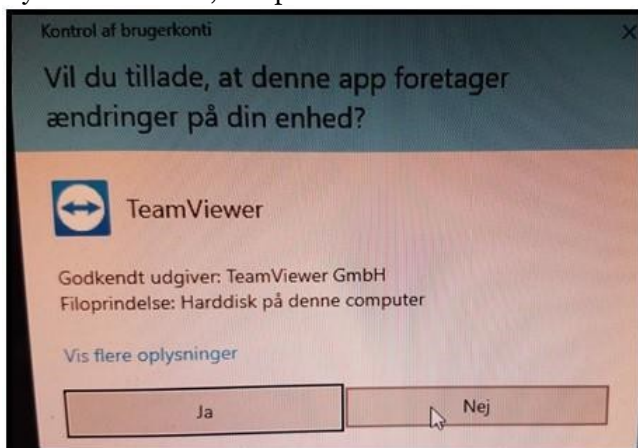 Kontrol af brugerkonti
Vil du tillade, at denne app foretager
ændringer på din enhed?
TeamViewer
Godkendt udgiver: TeamViewer GmbH
Filoprindelse: Harddisk på denne computer
Vis flere oplysninger
Ja
Nej